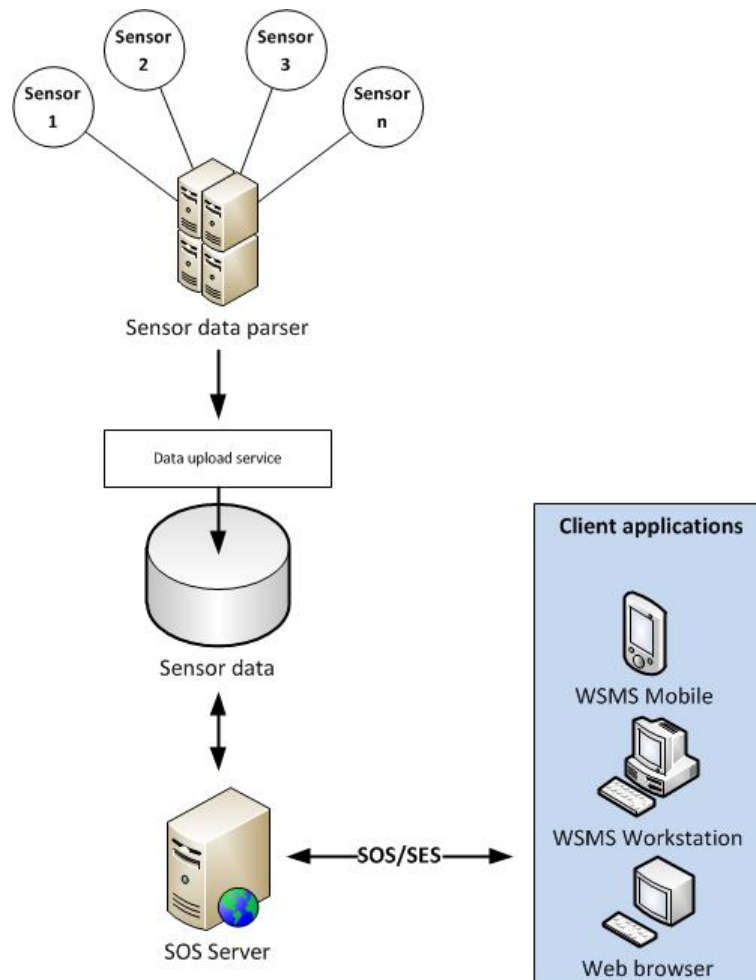 Sensor
1
Sensor
2
Sensor
3
Sensor
n
Sensor data parser
Data upload service
Sensor data
SOS Server
SOS/SES
Client applications
WSMS Mobile
WSMS Workstation
Web browser